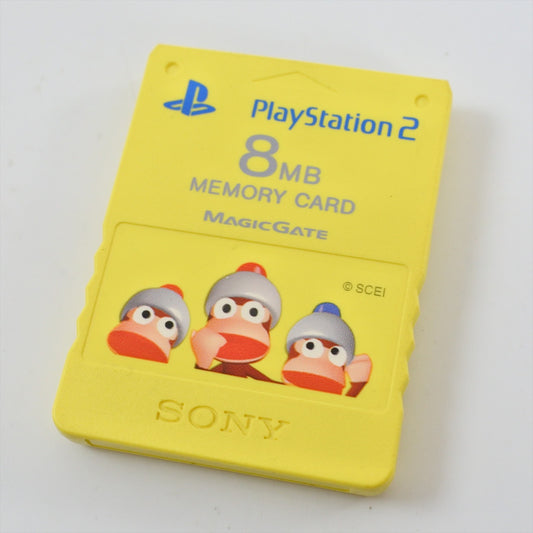 PlayStation 2
8MB
MEMORY CARD
MAGICGATE
© SCEI
SONY